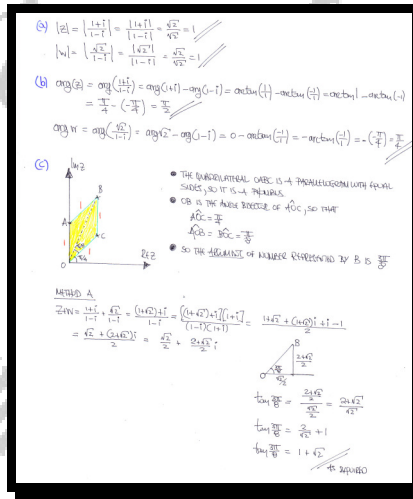 (a) |z| = |1+i / 1-i| = |1+i| / |1-i| = √2 / √2 = 1
|w| = |√2 / 1-i| = |√2| / |1-i| = √2 / √2 = 1
(b) arg(z) = arg(1+i / 1-i) = arg(1+i) - arg(1-i) = arctan(1/1) - arctan(-1/1) = arctan1 - arctan(-1)
= π/4 - (-π/4) = π/2
arg w = arg(√2 / 1-i) = arg√2 - arg(1-i) = 0 - arctan(-1/1) = -arctan(-1/1) = -(-π/4) = π/4
(c)
Im z
B
A
C
O
Re z
● THE QUADRILATERAL OABC IS A PARALLELOGRAM WITH EQUAL
SIDES, SO IT IS A RHOMBUS
● OB IS THE ANGLE BISECTOR OF AÔC, SO THAT
AÔC = π/4
AÔB = BÔC = π/8
● SO THE ARGUMENT OF NUMBER REPRESENTED BY B IS 3π/8
METHOD A
Z+W = 1+i / 1-i + √2 / 1-i = (1+√2)+i / 1-i = [(1+√2)+i][1+i] / (1-i)(1+i) = 1+√2 + (1+√2)i + i - 1 / 2
= √2 + (2+√2)i / 2 = √2/2 + 2+√2/2 i
B
2+√2/2
O
3π/8
√2/2
tan 3π/8 = 2+√2/2 / √2/2 = 2+√2 / √2
tan 3π/8 = 2/√2 + 1
tan 3π/8 = 1 + √2
AS REQUIRED